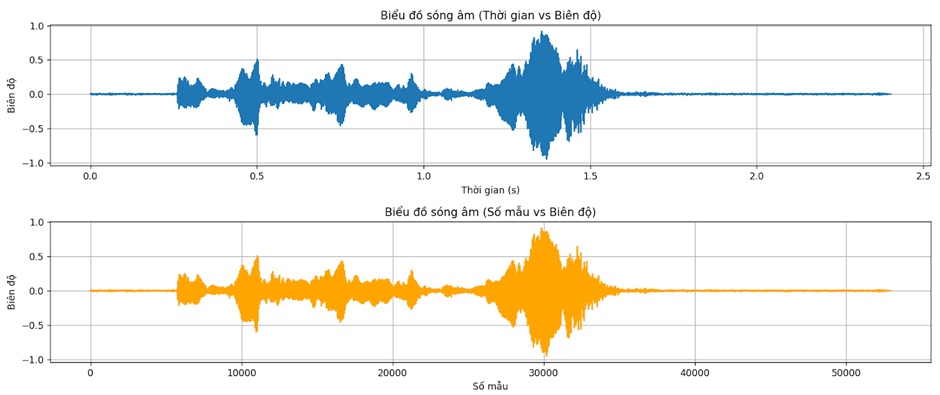 Biểu đồ sóng âm (Thời gian vs Biên độ)
1.0
0.5
0.0
−0.5
−1.0
Biên độ
0.0 0.5 1.0 1.5 2.0 2.5
Thời gian (s)
Biểu đồ sóng âm (Số mẫu vs Biên độ)
1.0
0.5
0.0
−0.5
−1.0
Biên độ
0 10000 20000 30000 40000 50000
Số mẫu